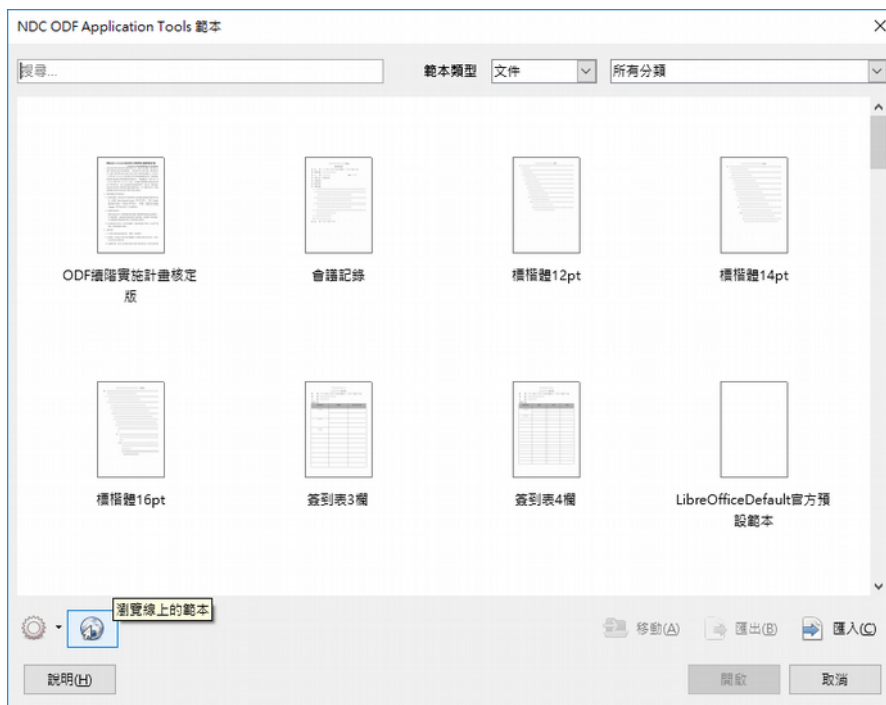 NDC ODF Application Tools 範本
搜尋...
範本類型 文件 所有分類
ODF續階實施計畫核定
版
會議記錄
標楷體12pt
標楷體14pt
標楷體16pt
簽到表3欄
簽到表4欄
LibreOfficeDefault官方預
設範本
瀏覽線上的範本
移動(A) 匯出(B) 匯入(C)
說明(H) 開啟 取消